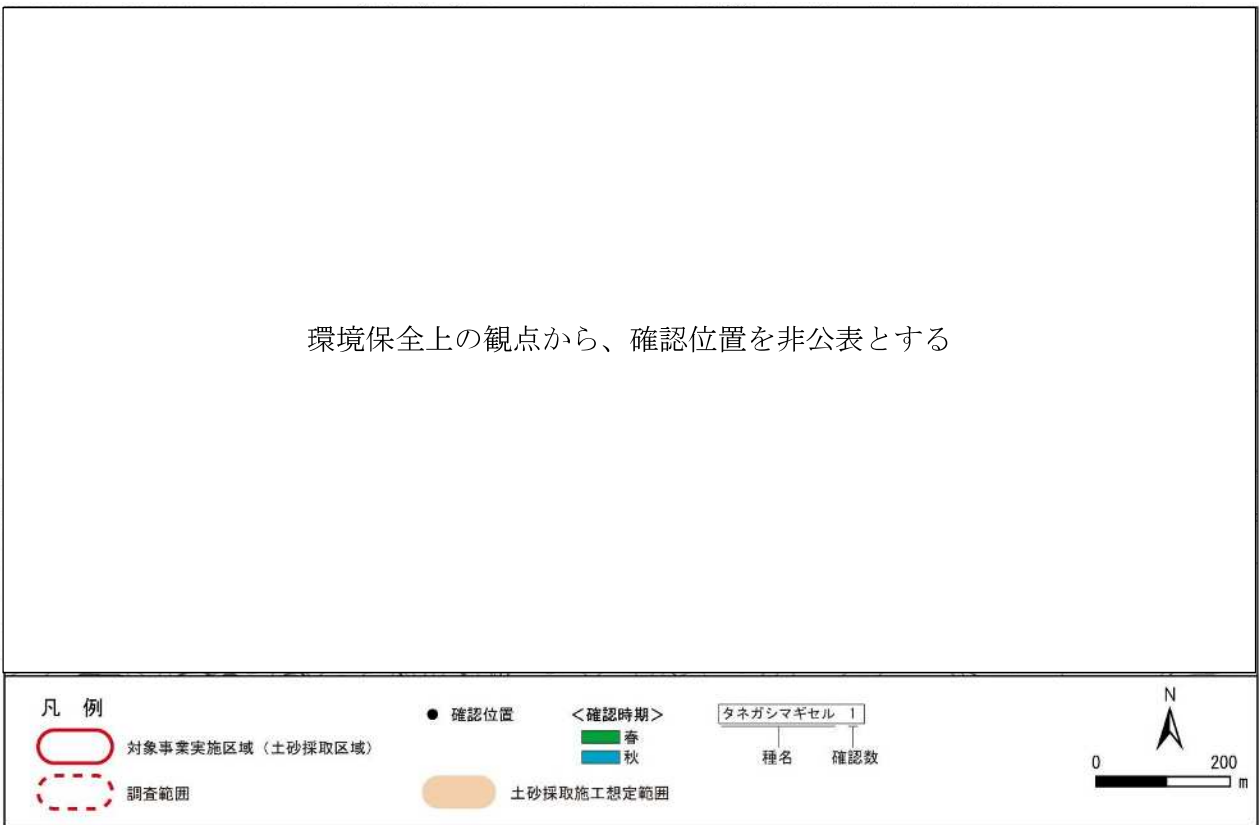 環境保全上の観点から、確認位置を非公表とする
凡 例
対象事業実施区域（土砂採取区域）
調査範囲
● 確認位置
＜確認時期＞
春
秋
土砂採取施工想定範囲
タネガシマギセル 1
種名 確認数
N
0 200
m